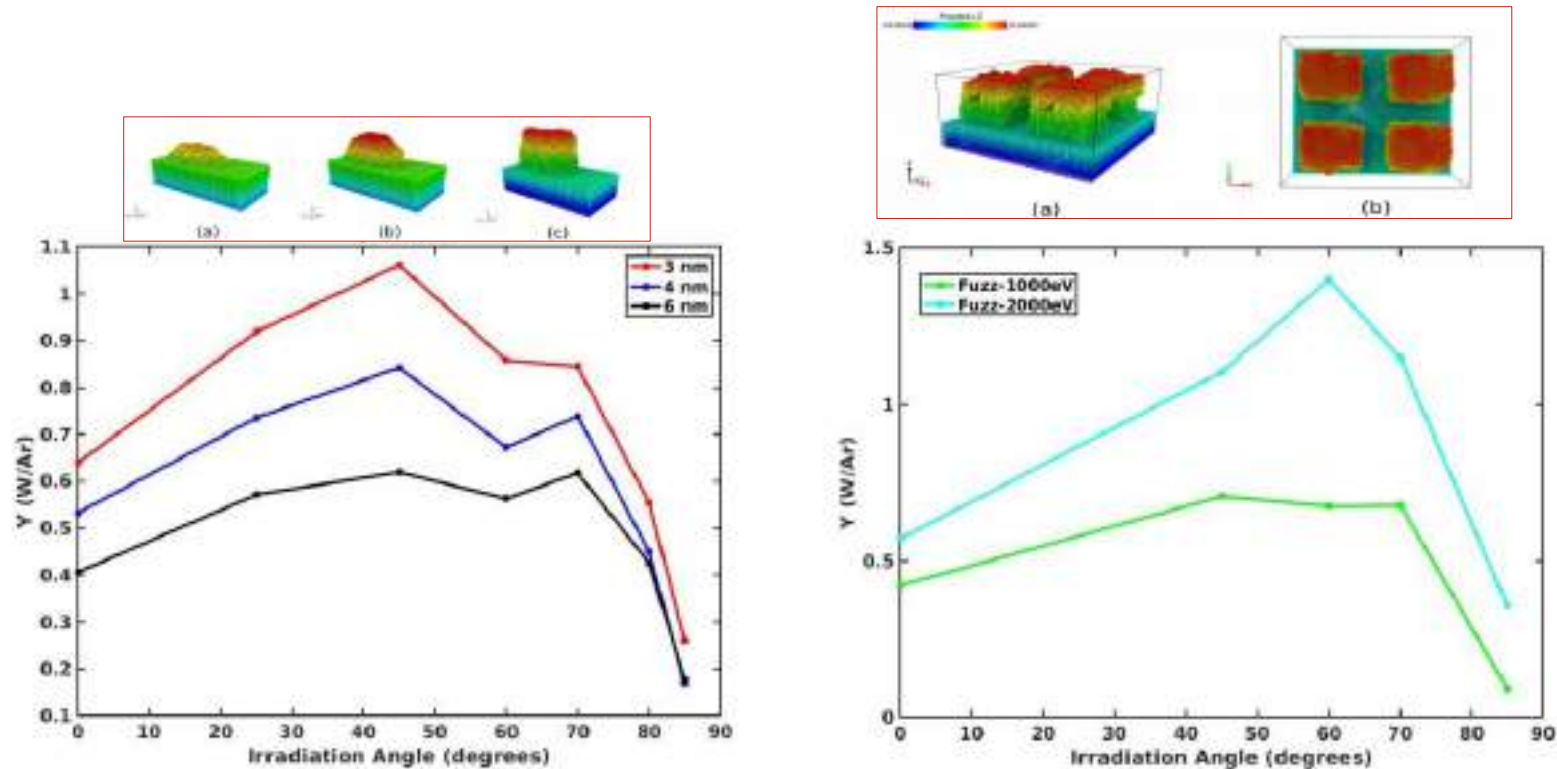 (a) (b) (c)
1.1
1
0.9
0.8
0.7
0.6
0.5
0.4
0.3
0.2
0.1
Y (W/Ar)
3 nm
4 nm
6 nm
0 10 20 30 40 50 60 70 80 90
Irradiation Angle (degrees)
(a) (b)
1.5
1
0.5
0
Y (W/Ar)
Fuzz-1000eV
Fuzz-2000eV
0 10 20 30 40 50 60 70 80 90
Irradiation Angle (degrees)